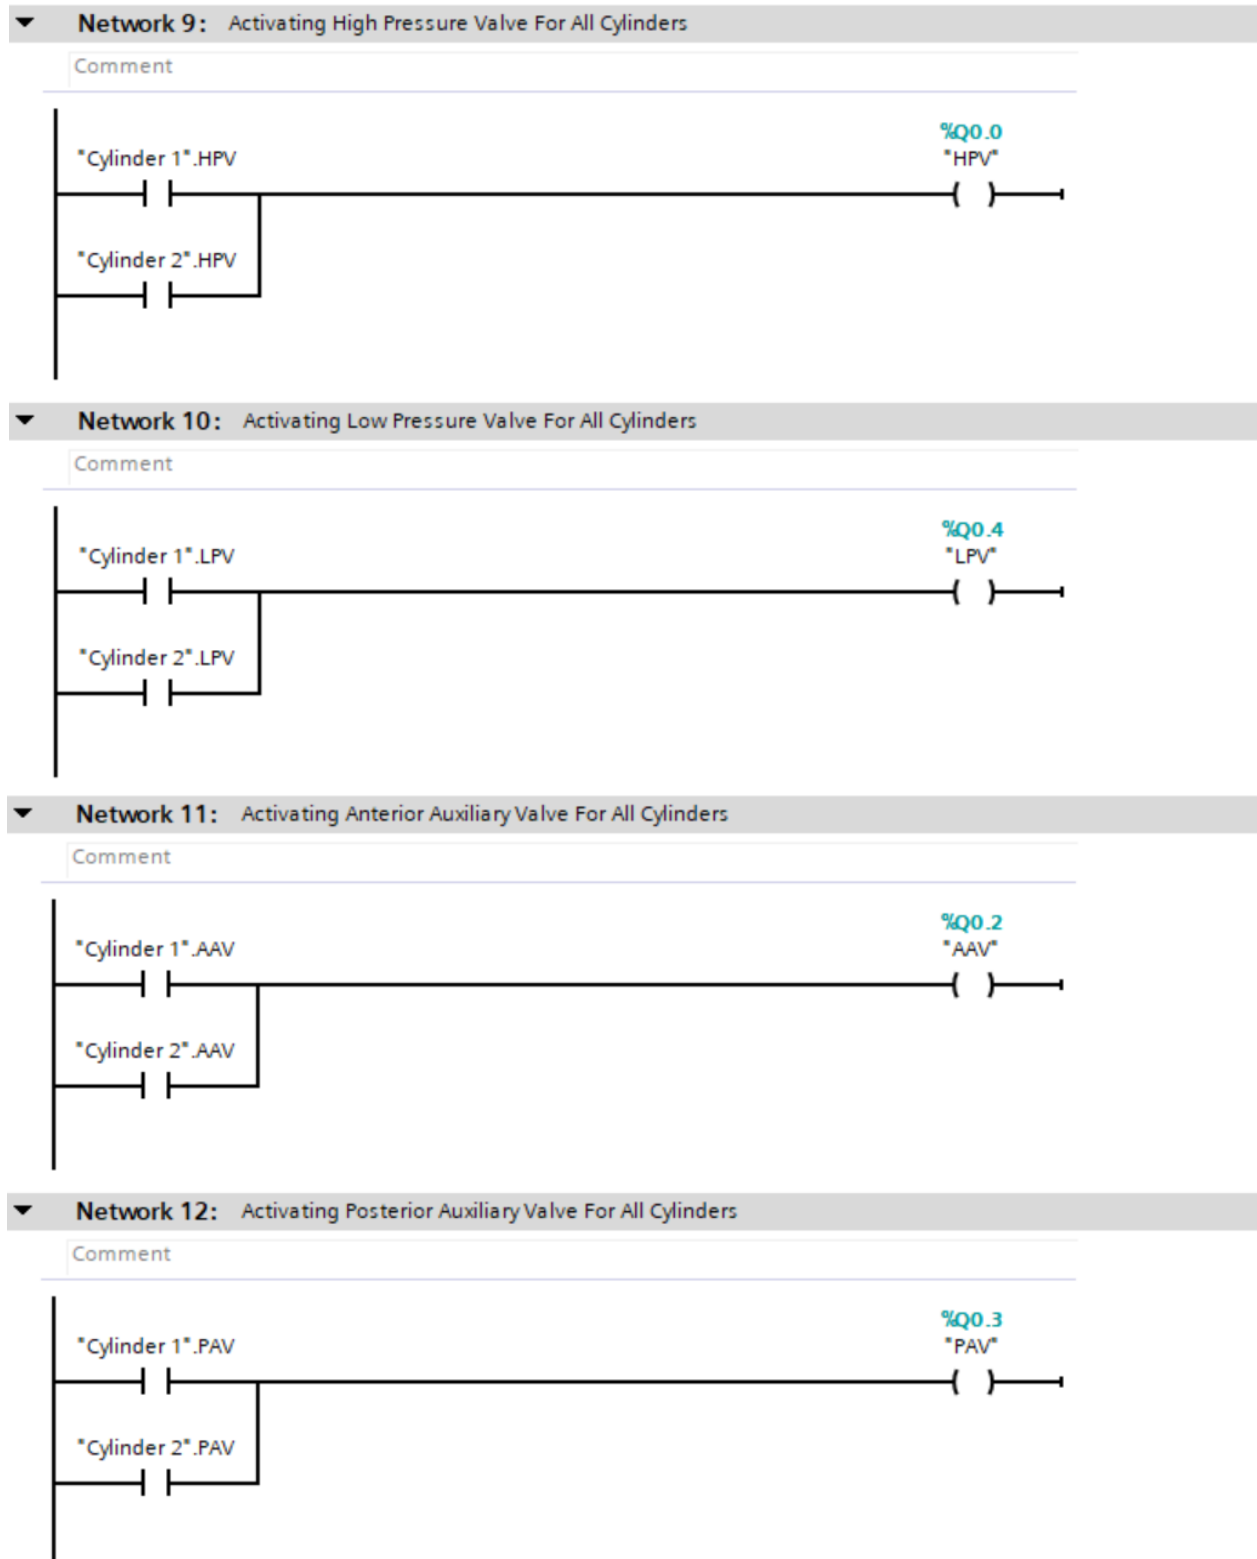 Network 9: Activating High Pressure Valve For All Cylinders
Comment
%Q0.0
"Cylinder 1".HPV "HPV"
"Cylinder 2".HPV
Network 10: Activating Low Pressure Valve For All Cylinders
Comment
%Q0.4
"Cylinder 1".LPV "LPV"
"Cylinder 2".LPV
Network 11: Activating Anterior Auxiliary Valve For All Cylinders
Comment
%Q0.2
"Cylinder 1".AAV "AAV"
"Cylinder 2".AAV
Network 12: Activating Posterior Auxiliary Valve For All Cylinders
Comment
%Q0.3
"Cylinder 1".PAV "PAV"
"Cylinder 2".PAV